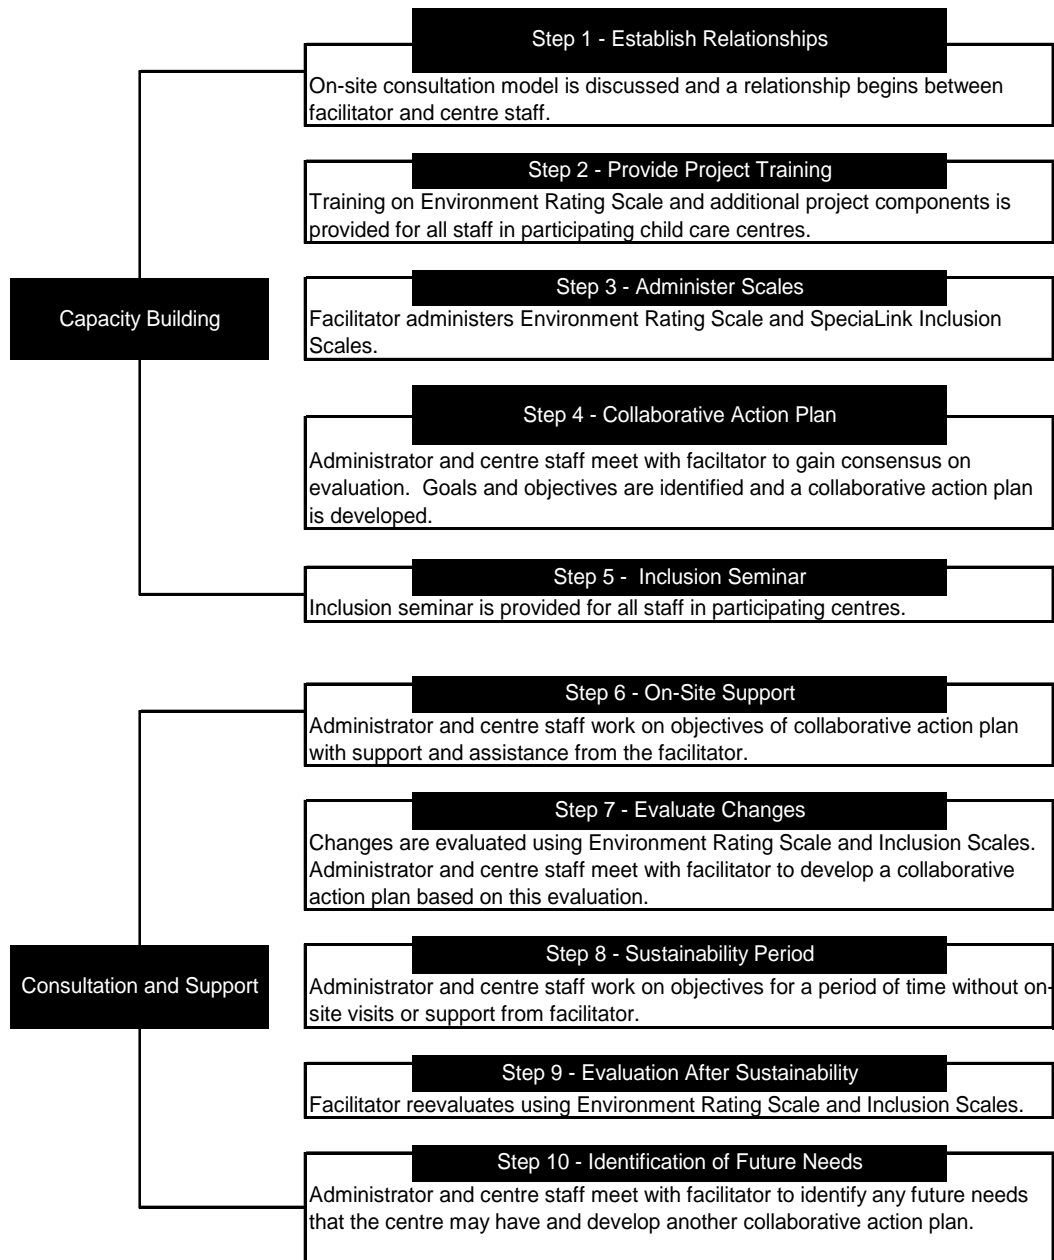 Step 1 - Establish Relationships
On-site consultation model is discussed and a relationship begins between
facilitator and centre staff.
Step 2 - Provide Project Training
Training on Environment Rating Scale and additional project components is
provided for all staff in participating child care centres.
Capacity Building
Step 3 - Administer Scales
Facilitator administers Environment Rating Scale and SpeciaLink Inclusion
Scales.
Step 4 - Collaborative Action Plan
Administrator and centre staff meet with faciltator to gain consensus on
evaluation.  Goals and objectives are identified and a collaborative action plan
is developed.
Step 5 -  Inclusion Seminar
Inclusion seminar is provided for all staff in participating centres.
Step 6 - On-Site Support
Administrator and centre staff work on objectives of collaborative action plan
with support and assistance from the facilitator.
Step 7 - Evaluate Changes
Changes are evaluated using Environment Rating Scale and Inclusion Scales.
Administrator and centre staff meet with facilitator to develop a collaborative
action plan based on this evaluation.
Consultation and Support
Step 8 - Sustainability Period
Administrator and centre staff work on objectives for a period of time without on-
site visits or support from facilitator.
Step 9 - Evaluation After Sustainability
Facilitator reevaluates using Environment Rating Scale and Inclusion Scales.
Step 10 - Identification of Future Needs
Administrator and centre staff meet with facilitator to identify any future needs
that the centre may have and develop another collaborative action plan.